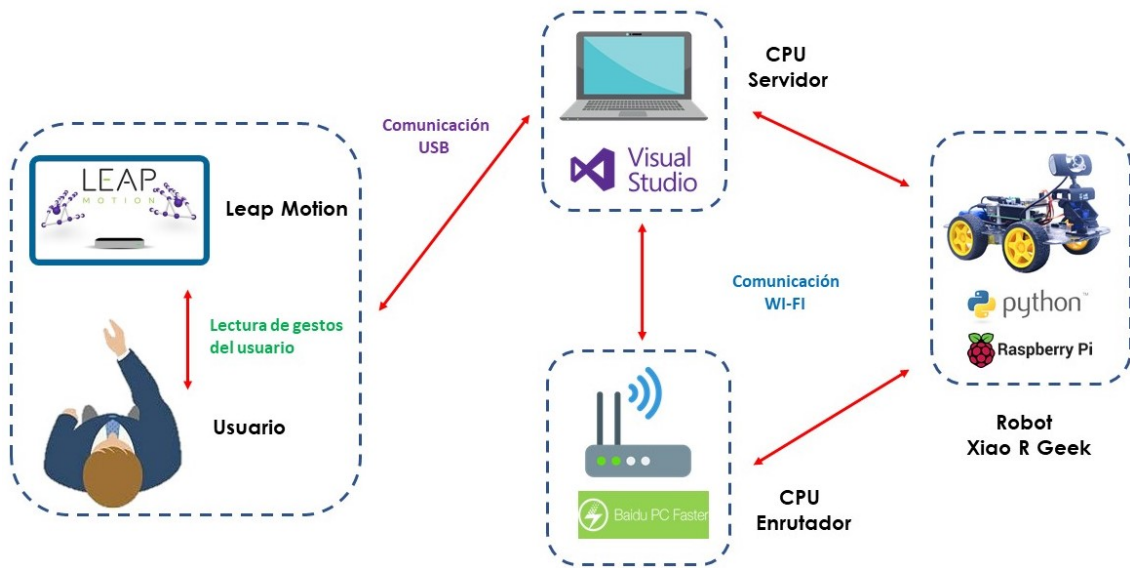 LEAP
MOTION
Leap Motion
Lectura de gestos
del usuario
Usuario
Comunicación
USB
Visual
Studio
CPU
Servidor
Comunicación
WI-FI
Baidu PC Faster
CPU
Enrutador
python™
Raspberry Pi
Robot
Xiao R Geek